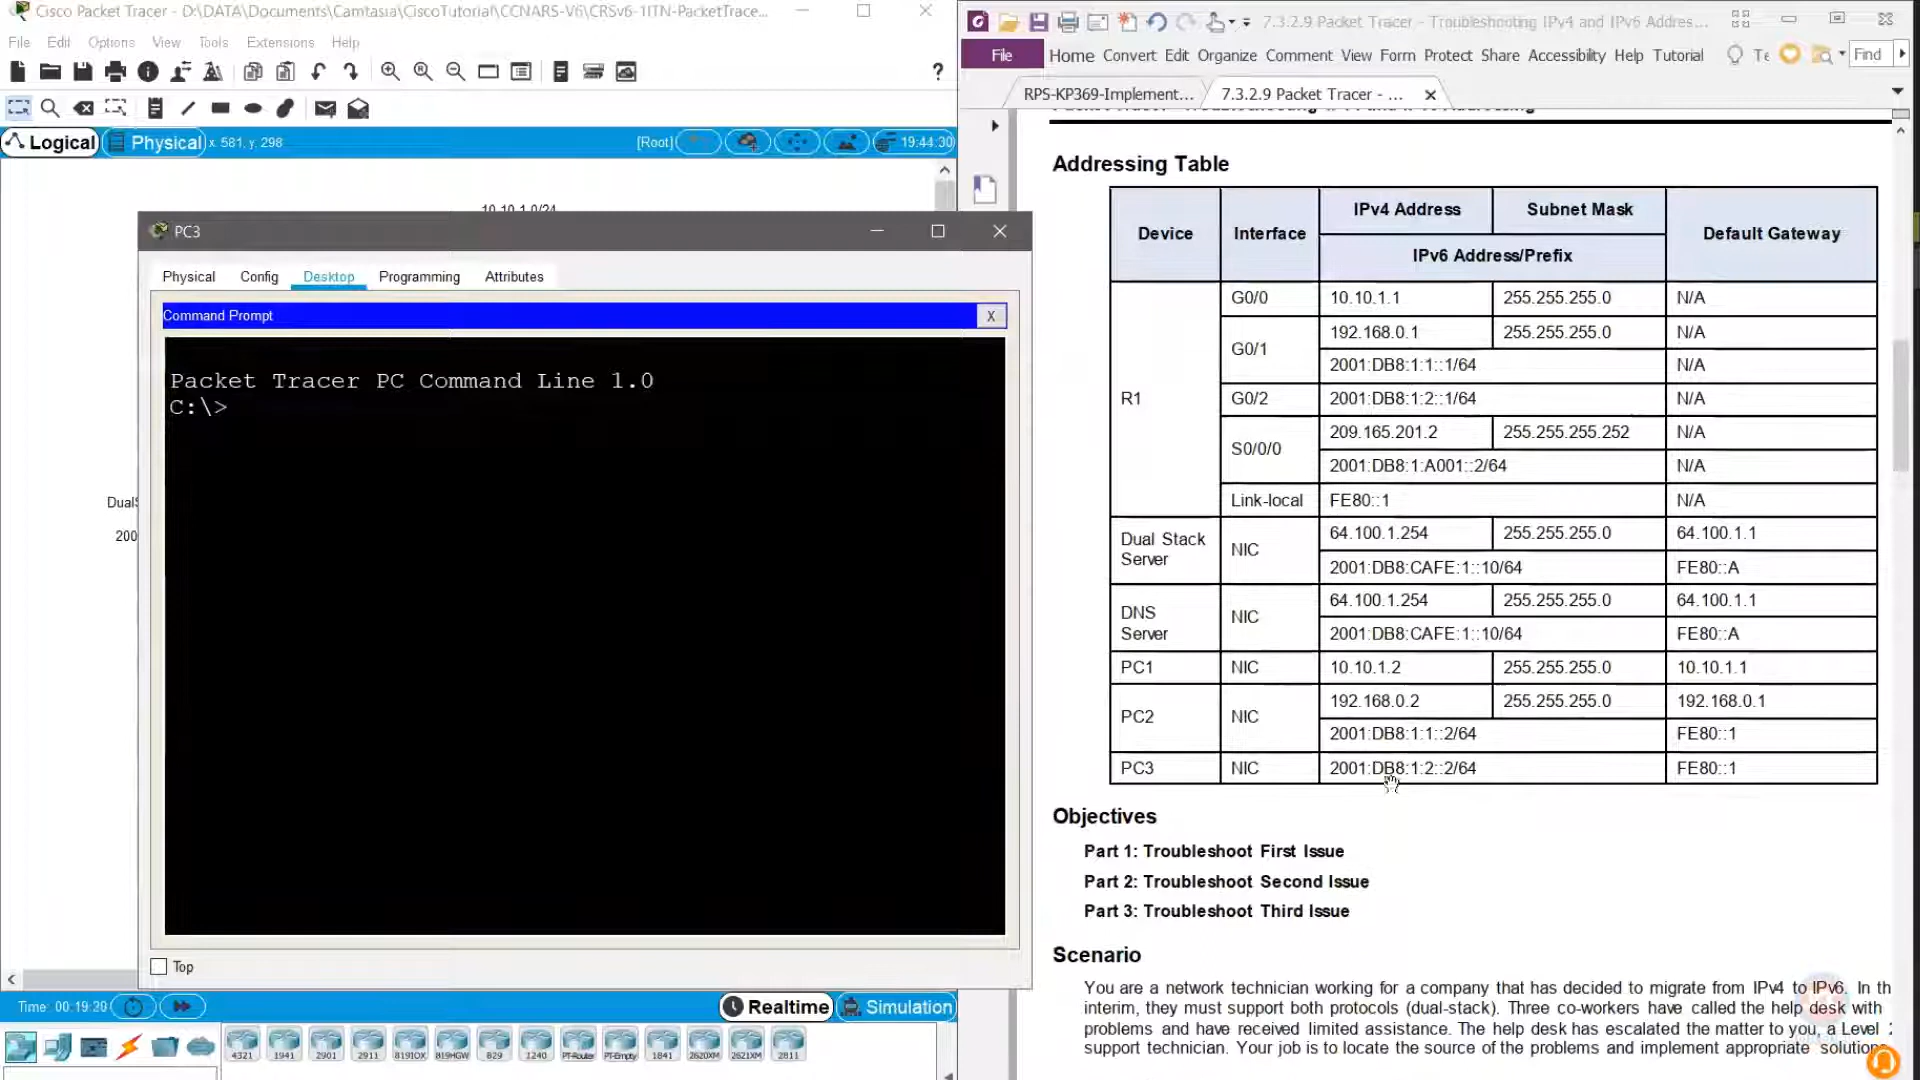 Cisco Packet Tracer - D:\DATA\Documents\Camtasia\CiscoTutorial\CCNARS-V6\CRSv6-1ITN-PacketTrace...
File Edit Options View Tools Extensions Help
?
Logical Physical x: 581, y: 298 [Root] 19:44:30
10.10.1.0/24
DualS
200
PC3
Physical Config Desktop Programming Attributes
Command Prompt X
Packet Tracer PC Command Line 1.0
C:\>
Top
Time: 00:19:20 Realtime Simulation
4321 1941 2901 2911 819IOX 819HGW 829 1240 PT-Router PT-Empty 1841 2620XM 2621XM 2811
7.3.2.9 Packet Tracer - Troubleshooting IPv4 and IPv6 Addres...
File Home Convert Edit Organize Comment View Form Protect Share Accessibility Help Tutorial Te Find
RPS-KP369-Implement... 7.3.2.9 Packet Tracer - ...
Addressing Table
Device Interface IPv4 Address Subnet Mask Default Gateway
IPv6 Address/Prefix
R1 G0/0 10.10.1.1 255.255.255.0 N/A
G0/1 192.168.0.1 255.255.255.0 N/A
2001:DB8:1:1::1/64 N/A
G0/2 2001:DB8:1:2::1/64 N/A
S0/0/0 209.165.201.2 255.255.255.252 N/A
2001:DB8:1:A001::2/64 N/A
Link-local FE80::1 N/A
Dual Stack Server NIC 64.100.1.254 255.255.255.0 64.100.1.1
2001:DB8:CAFE:1::10/64 FE80::A
DNS Server NIC 64.100.1.254 255.255.255.0 64.100.1.1
2001:DB8:CAFE:1::10/64 FE80::A
PC1 NIC 10.10.1.2 255.255.255.0 10.10.1.1
PC2 NIC 192.168.0.2 255.255.255.0 192.168.0.1
2001:DB8:1:1::2/64 FE80::1
PC3 NIC 2001:DB8:1:2::2/64 FE80::1
Objectives
Part 1: Troubleshoot First Issue
Part 2: Troubleshoot Second Issue
Part 3: Troubleshoot Third Issue
Scenario
You are a network technician working for a company that has decided to migrate from IPv4 to IPv6. In th
interim, they must support both protocols (dual-stack). Three co-workers have called the help desk with
problems and have received limited assistance. The help desk has escalated the matter to you, a Level 2
support technician. Your job is to locate the source of the problems and implement appropriate solutions